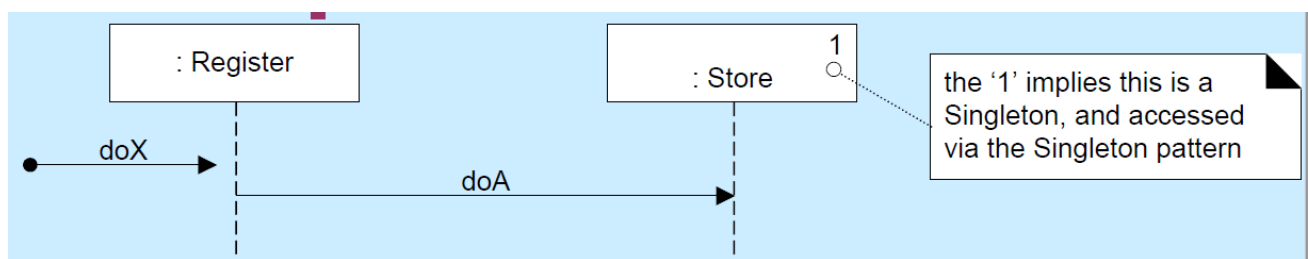 : Register
1
: Store
the ‘1’ implies this is a
Singleton, and accessed
via the Singleton pattern
doX
doA